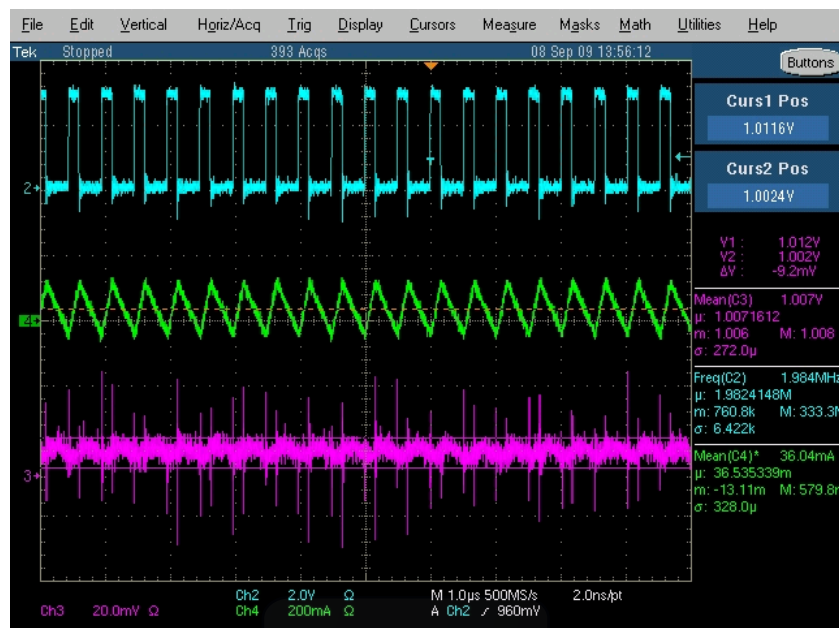 File Edit Vertical Horiz/Acq Trig Display Cursors Measure Masks Math Utilities Help
Tek Stopped 393 Acqs 08 Sep 09 13:56:12
Buttons
Curs1 Pos
1.0116V
Curs2 Pos
1.0024V
V1 : 1.012V
V2 : 1.002V
ΔV : -9.2mV
Mean(C3) 1.007V
µ: 1.0071612
m: 1.006 M: 1.008
σ: 272.0µ
Freq(C2) 1.984MHz
µ: 1.9824148M
m: 760.8k M: 333.3M
σ: 6.422k
Mean(C4)* 36.04mA
µ: 36.535339m
m: -13.11m M: 579.8m
σ: 328.0µ
2
T
4
3
Ch2 2.0V Ω M 1.0µs 500MS/s 2.0ns/pt
Ch3 20.0mV Ω Ch4 200mA Ω A Ch2 ⁄ 960mV